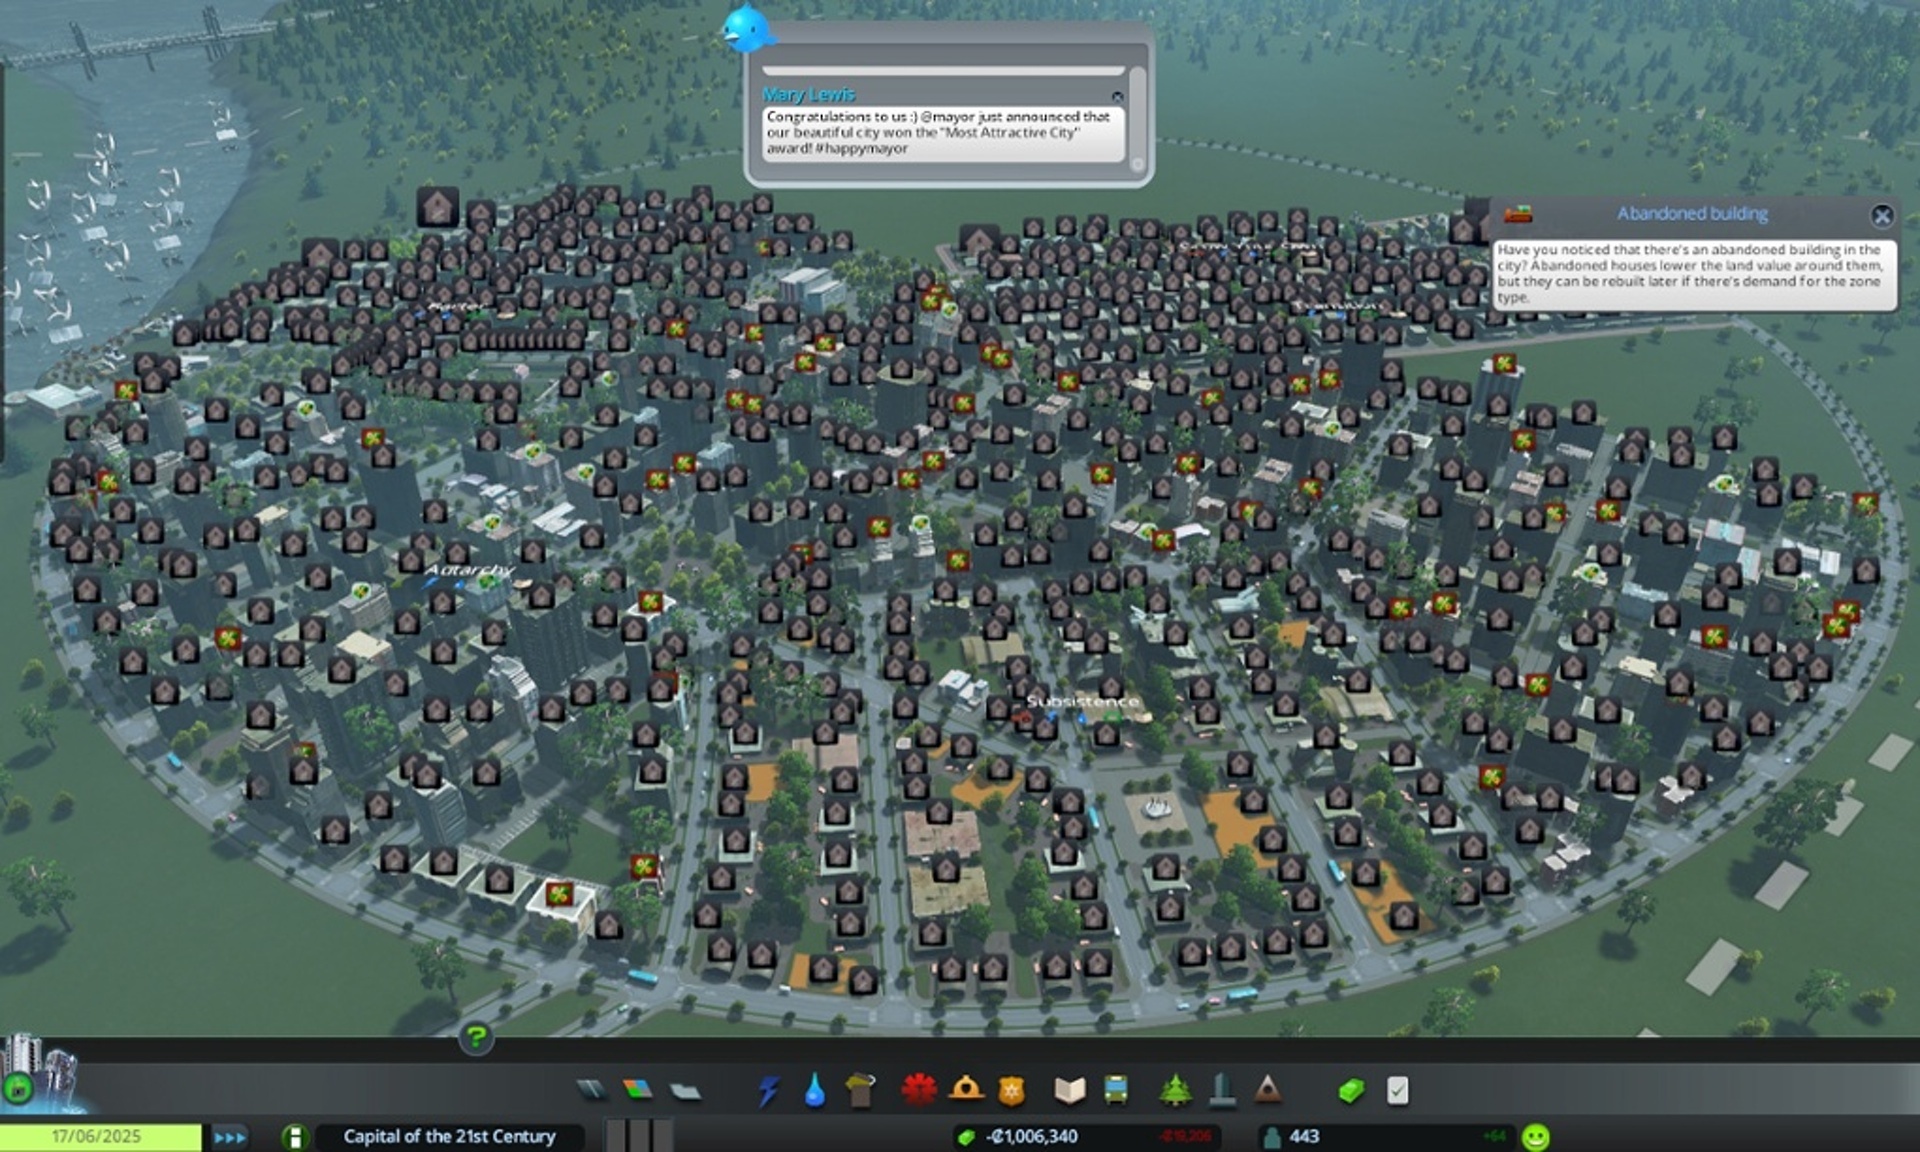 Mary Lewis
Congratulations to us :) @mayor just announced that
our beautiful city won the "Most Attractive City"
award! #happymayor
Abandoned building
Have you noticed that there's an abandoned building in the
city? Abandoned houses lower the land value around them,
but they can be rebuilt later if there's demand for the zone
type.
Autarchy
Subsistence
?
17/06/2025
Capital of the 21st Century
-₡1,006,340
443
+64